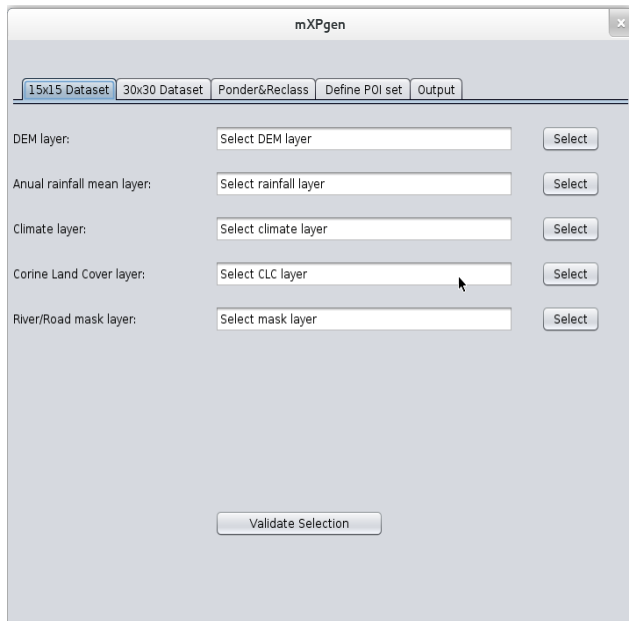 mXPgen
x
15x15 Dataset 30x30 Dataset Ponder&Reclass Define POI set Output
DEM layer: Select DEM layer Select
Anual rainfall mean layer: Select rainfall layer Select
Climate layer: Select climate layer Select
Corine Land Cover layer: Select CLC layer Select
River/Road mask layer: Select mask layer Select
Validate Selection